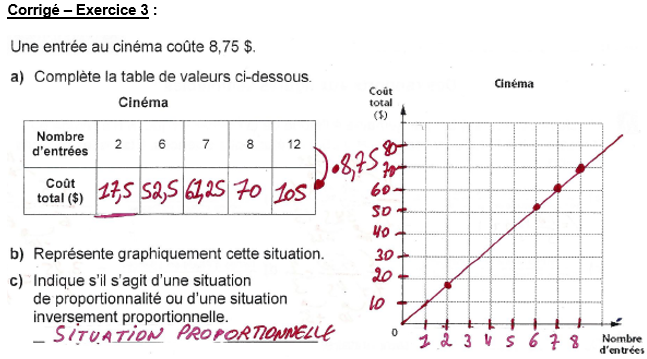 Corrigé – Exercice 3 :
Une entrée au cinéma coûte 8,75 $.
a) Complète la table de valeurs ci-dessous.
Cinéma
Nombre d'entrées 2 6 7 8 12
Coût total ($) 17,5 52,5 61,25 70 105
•8,75
b) Représente graphiquement cette situation.
c) Indique s'il s'agit d'une situation
de proportionnalité ou d'une situation
inversement proportionnelle.
SITUATION PROPORTIONNELLE
Cinéma
Coût
total
($)
80
70
60
50
40
30
20
10
0 1 2 3 4 5 6 7 8
Nombre
d'entrées